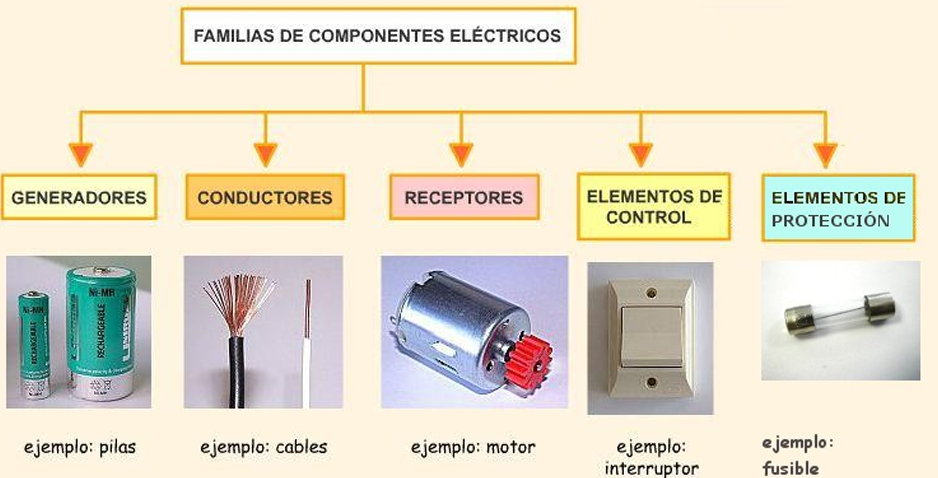 FAMILIAS DE COMPONENTES ELÉCTRICOS
GENERADORES
CONDUCTORES
RECEPTORES
ELEMENTOS DE
CONTROL
ELEMENTOS DE
PROTECCIÓN
Ni-MH
RECHARGEABLE
Ni-MH
RECHARGEABLE
ejemplo: pilas
ejemplo: cables
ejemplo: motor
ejemplo:
interruptor
ejemplo:
fusible